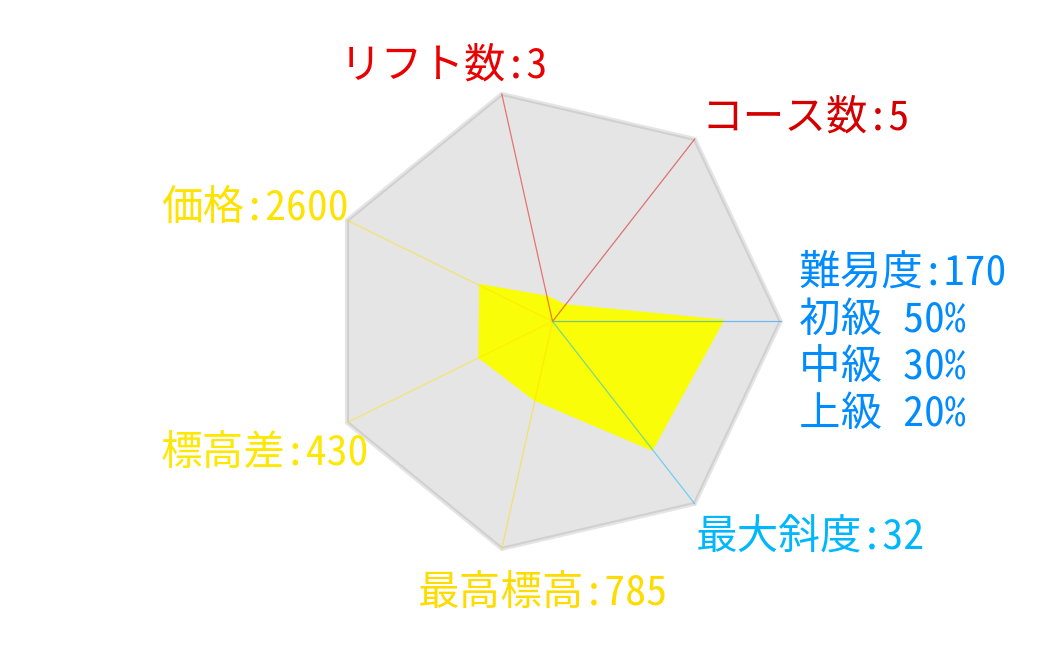 リフト数:3
コース数:5
価格:2600
難易度:170
初級 50%
中級 30%
上級 20%
標高差:430
最大斜度:32
最高標高:785